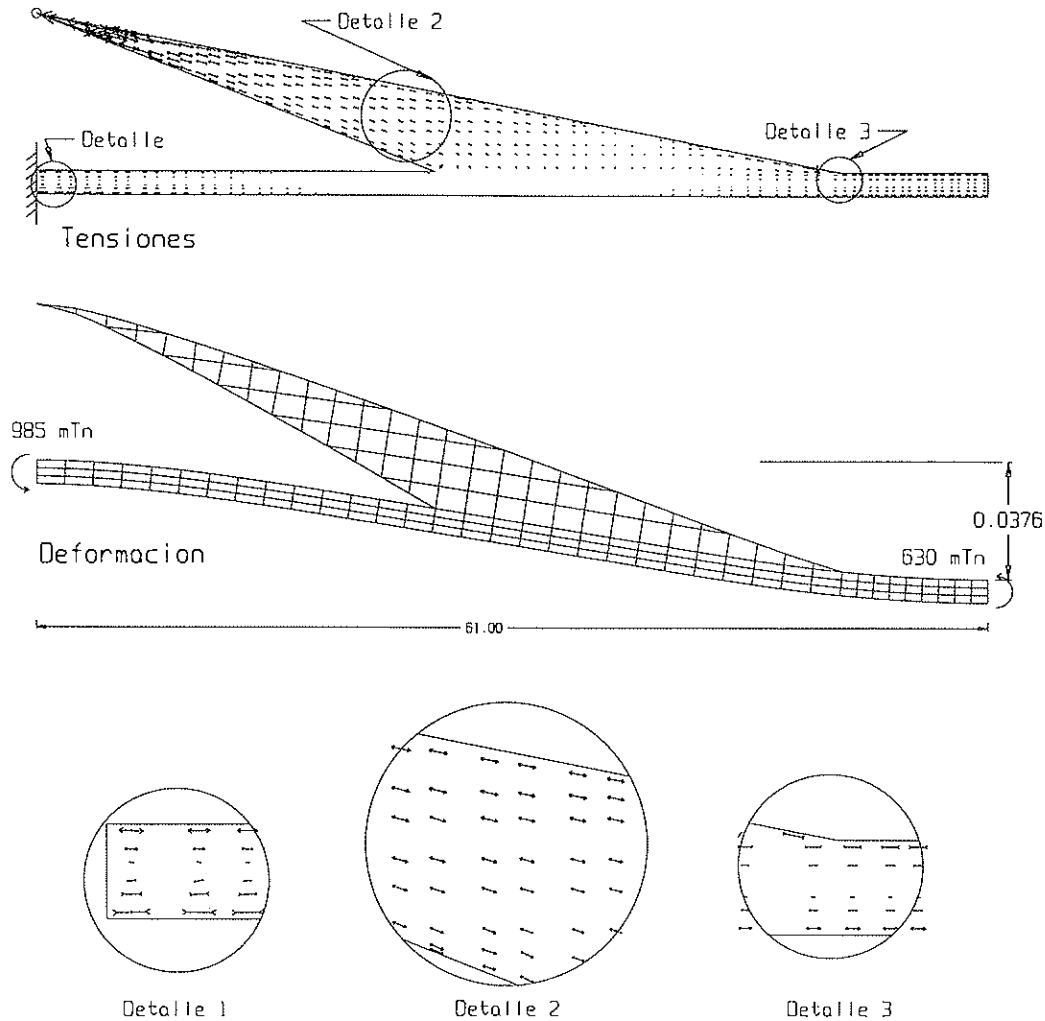 Detalle 2
Detalle
Detalle 3
Tensiones
985 mTn
0.0376
Deformacion
630 mTn
61.00
Detalle 1
Detalle 2
Detalle 3